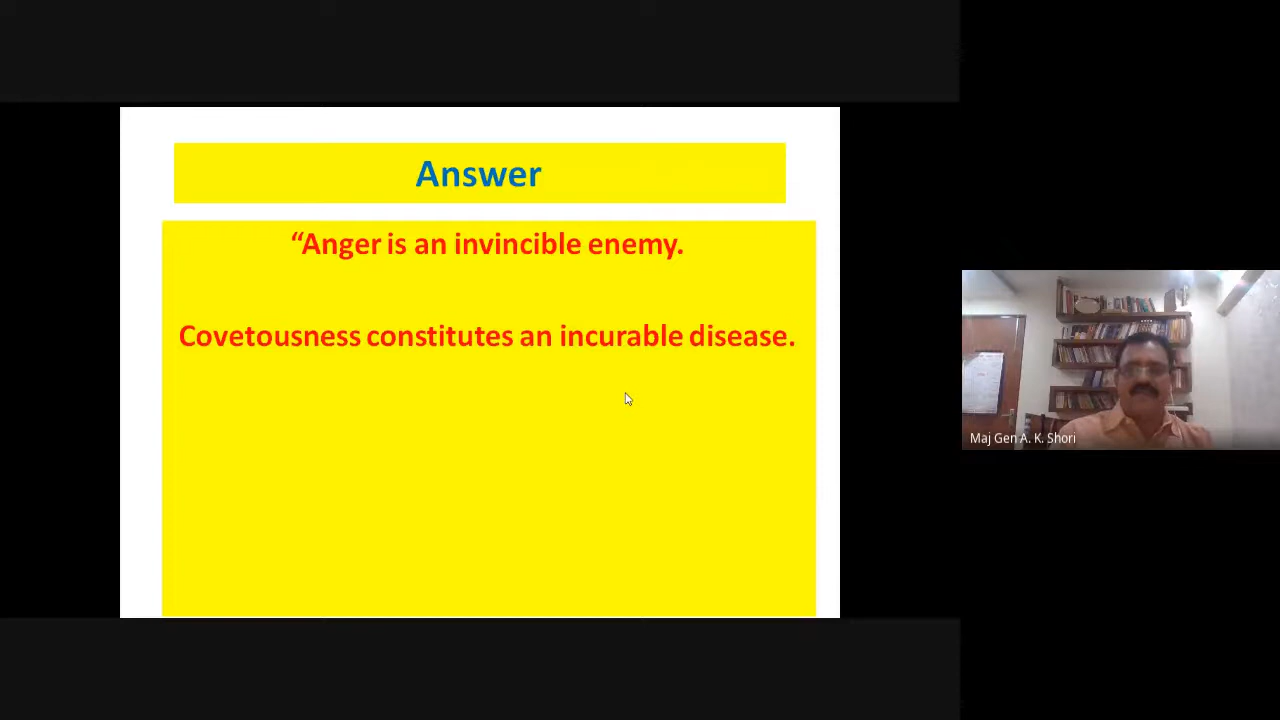 Answer
“Anger is an invincible enemy.
Covetousness constitutes an incurable disease.
Maj Gen A. K. Shori